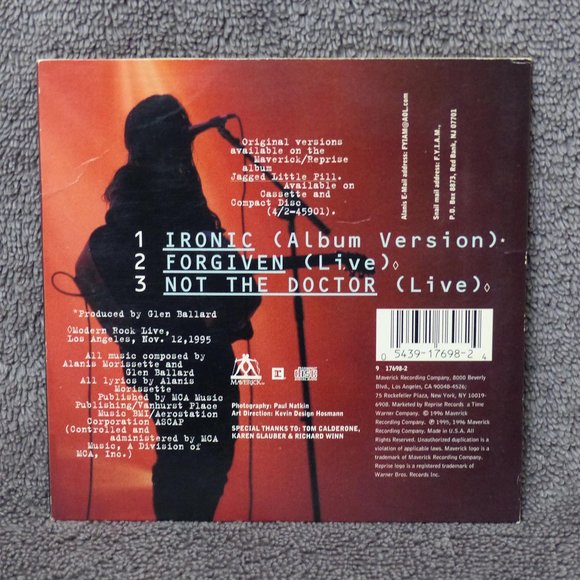 Original versions
available on the
Maverick/Reprise
album
Jagged Little Pill.
Available on
Cassette and
Compact Disc
(4/2-45901).
Alanis E-Mail address: FYIAM@AOL.com
Snail mail address: F.Y.I.A.M.,
P.O. Box 8873, Red Bank, NJ 07701
1 IRONIC (Album Version)*
2 FORGIVEN (Live)◊
3 NOT THE DOCTOR (Live)◊
*Produced by Glen Ballard
◊Modern Rock Live,
Los Angeles, Nov. 12,1995
All music composed by
Alanis Morissette and
Glen Ballard
All lyrics by Alanis
Morissette
Published by MCA Music
Publishing/Vanhurst Place
Music BMI/Aerostation
Corporation ASCAP
(Controlled and
administered by MCA
Music, A Division of
MCA, Inc.)
MAVERICK
R
COMPACT
disc
DIGITAL AUDIO
Photography: Paul Natkin
Art Direction: Kevin Design Hosmann
SPECIAL THANKS TO: TOM CALDERONE,
KAREN GLAUBER & RICHARD WINN
0 5439-17698-2 4
9 17698-2
Maverick Recording Company, 8000 Beverly
Blvd., Los Angeles, CA 90048-4526;
75 Rockefeller Plaza, New York, NY 10019-
6908. Marketed by Reprise Records, a Time
Warner Company. © 1996 Maverick
Recording Company. ℗ 1995, 1996 Maverick
Recording Company. Made in U.S.A. All
Rights Reserved. Unauthorized duplication is a
violation of applicable laws. Maverick logo is a
trademark of Maverick Recording Company.
Reprise logo is a registered trademark of
Warner Bros. Records Inc.